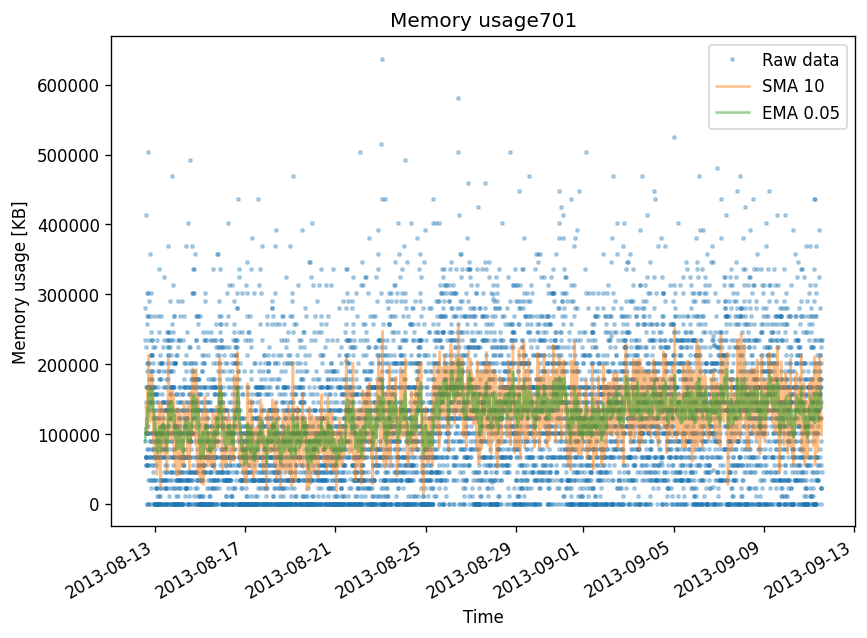 Memory usage701
Raw data
SMA 10
EMA 0.05
Memory usage [KB]
600000
500000
400000
300000
200000
100000
0
2013-08-13
2013-08-17
2013-08-21
2013-08-25
2013-08-29
2013-09-01
2013-09-05
2013-09-09
2013-09-13
Time